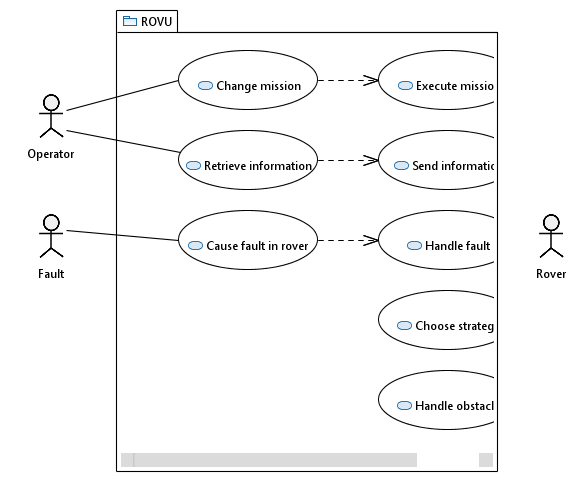 ROVU
Change mission
Execute missio
Operator
Retrieve information
Send informatic
Cause fault in rover
Handle fault
Fault
Rover
Choose strateg
Handle obstacl